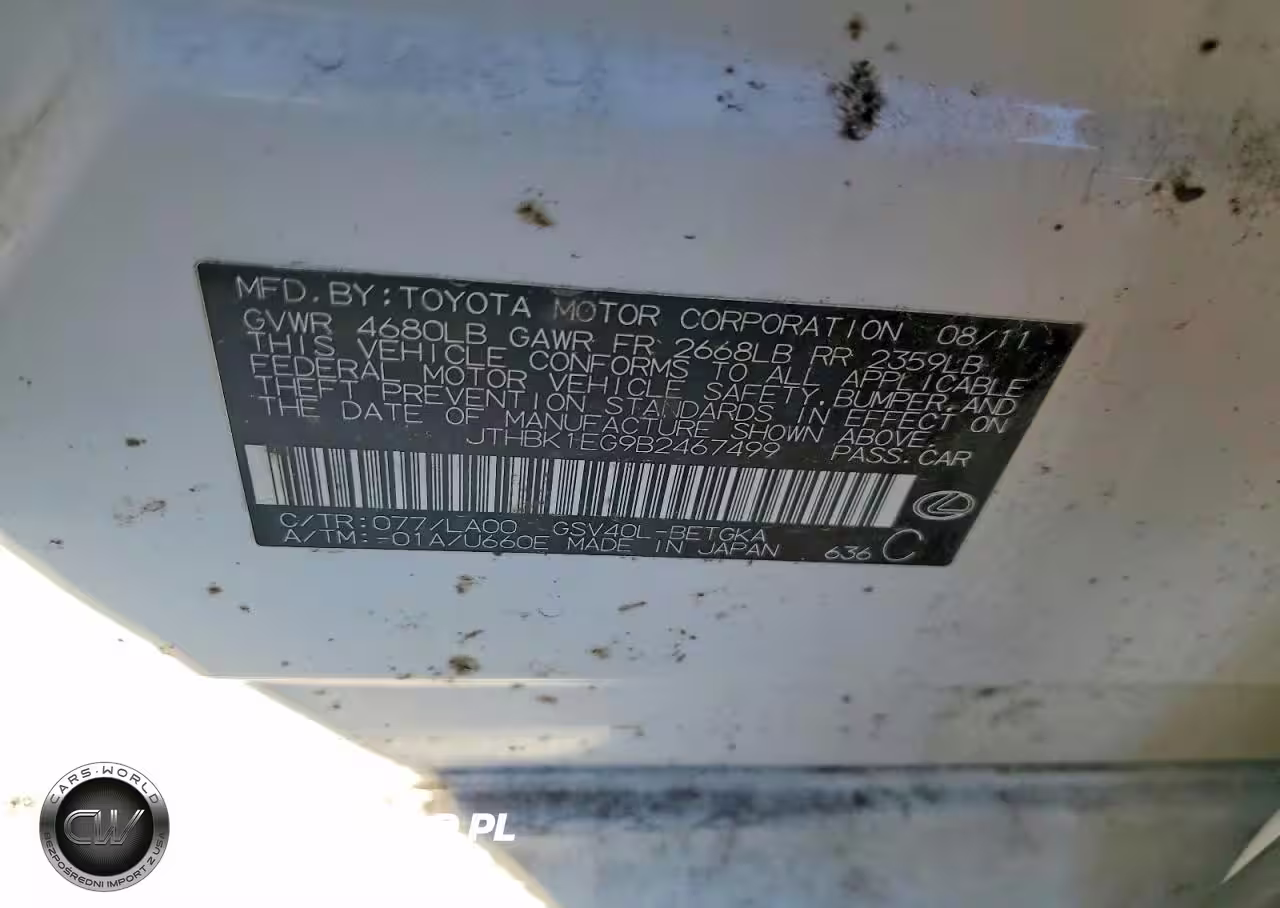 MFD. BY: TOYOTA MOTOR CORPORATION 08/11
GVWR 4680LB GAWR FR 2668LB RR 2359LB
THIS VEHICLE CONFORMS TO ALL APPLICABLE
FEDERAL MOTOR VEHICLE SAFETY, BUMPER, AND
THEFT PREVENTION STANDARDS IN EFFECT ON
THE DATE OF MANUFACTURE SHOWN ABOVE.
JTHBK1EG9B2467499 PASS. CAR
C/TR: 077/LA00 GSV40L-BETGKA
A/TM: -01A/U660E MADE IN JAPAN 636 C
CARS-WORLD
CW
BEZPOŚREDNI IMPORT Z USA
.PL